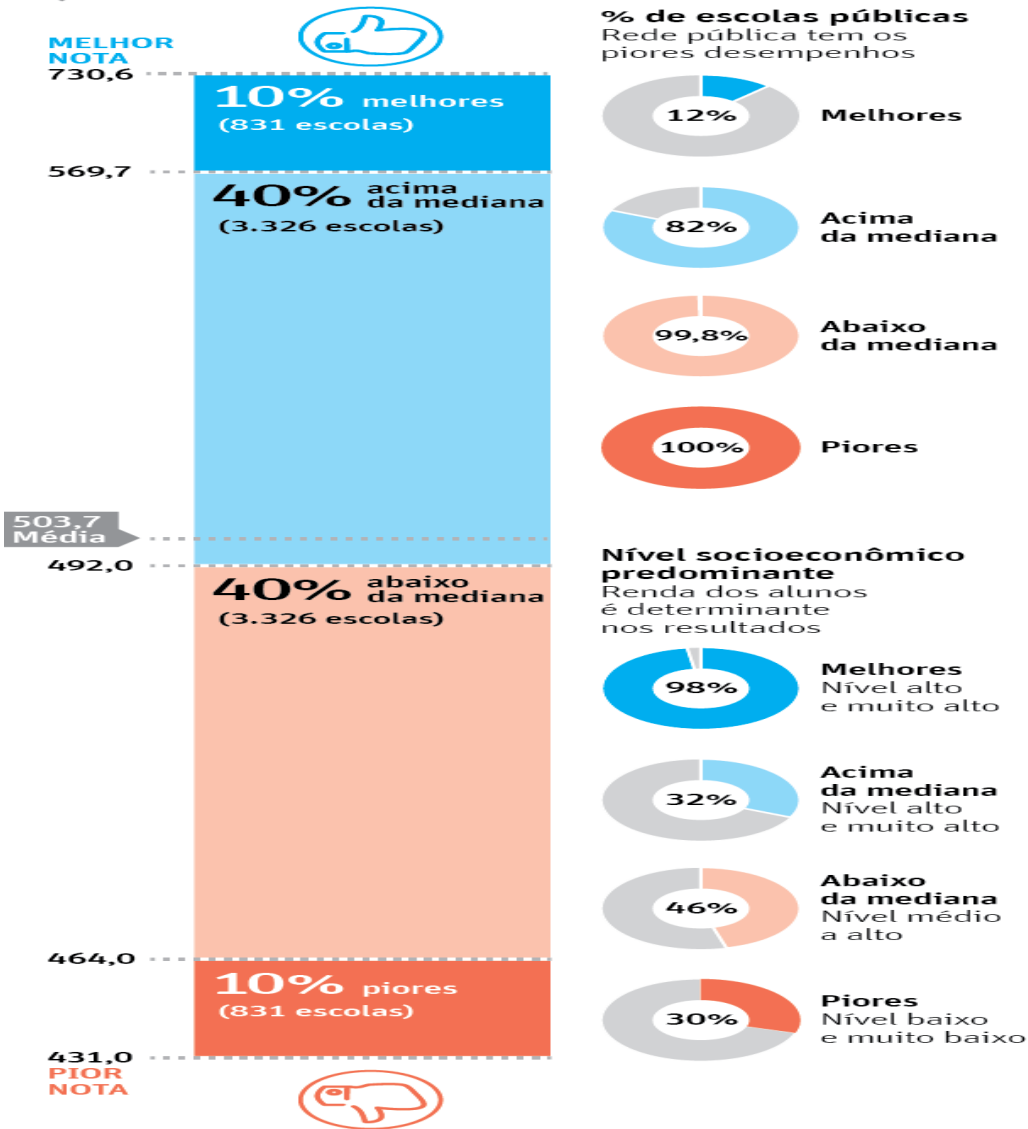 MELHOR
NOTA
730,6
10% melhores
(831 escolas)
569,7
40% acima
da mediana
(3.326 escolas)
503,7
Média
492,0
40% abaixo
da mediana
(3.326 escolas)
464,0
10% piores
(831 escolas)
431,0
PIOR
NOTA
% de escolas públicas
Rede pública tem os
piores desempenhos
12%
Melhores
82%
Acima
da mediana
99,8%
Abaixo
da mediana
100%
Piores
Nível socioeconômico
predominante
Renda dos alunos
é determinante
nos resultados
98%
Melhores
Nível alto
e muito alto
32%
Acima
da mediana
Nível alto
e muito alto
46%
Abaixo
da mediana
Nível médio
a alto
30%
Piores
Nível baixo
e muito baixo